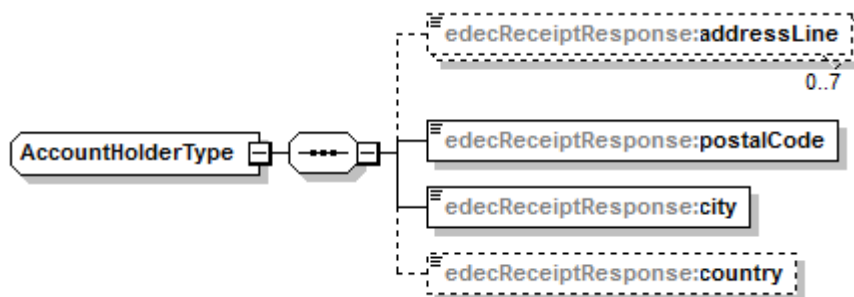 edecReceiptResponse:addressLine
0..7
AccountHolderType
edecReceiptResponse:postalCode
edecReceiptResponse:city
edecReceiptResponse:country